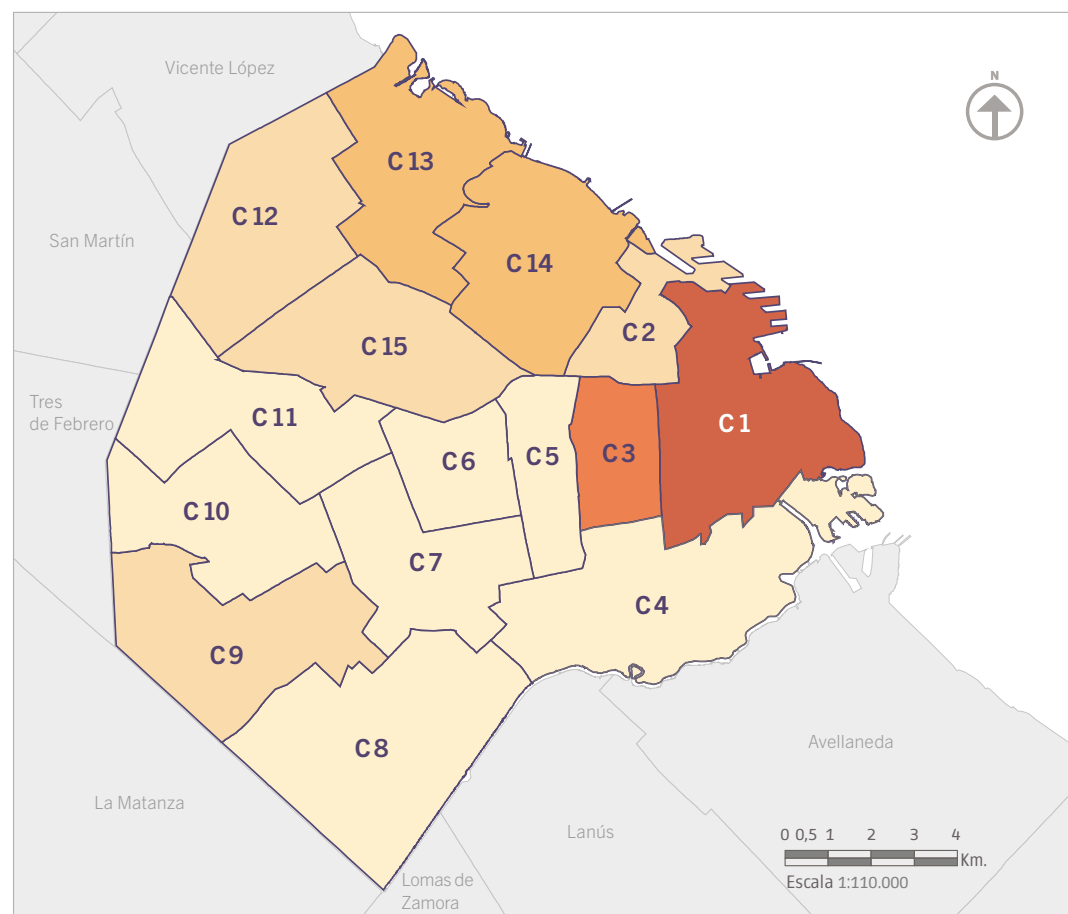 Vicente López
N
C 13
C 12
San Martín
C 14
C 2
C 15
Tres
de Febrero
C 11
C 1
C 6
C 5
C 3
C 10
C 7
C 4
C 9
C 8
Avellaneda
La Matanza
Lanús
0 0,5 1 2 3 4
Km.
Escala 1:110.000
Lomas de
Zamora